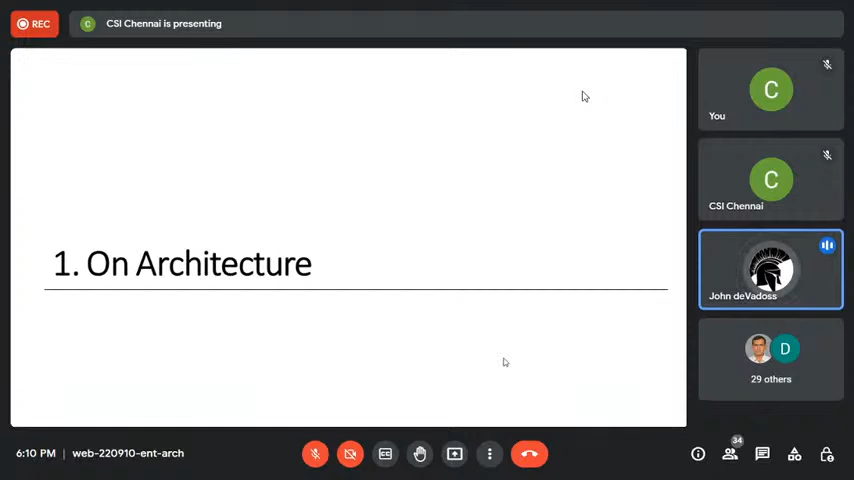 REC
C
CSI Chennai is presenting
1. On Architecture
C
You
C
CSI Chennai
John deVadoss
D
29 others
6:10 PM | web-220910-ent-arch
CC
34